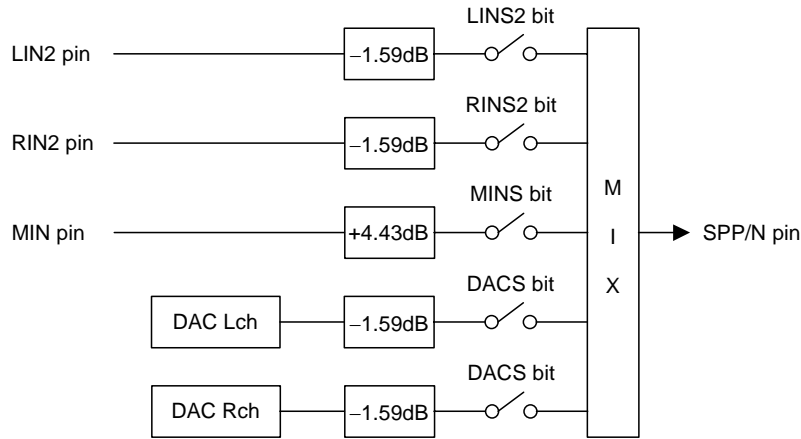 LINS2 bit
LIN2 pin
−1.59dB
RINS2 bit
RIN2 pin
−1.59dB
MINS bit
MIN pin
+4.43dB
M
I
X
SPP/N pin
DACS bit
DAC Lch
−1.59dB
DACS bit
DAC Rch
−1.59dB